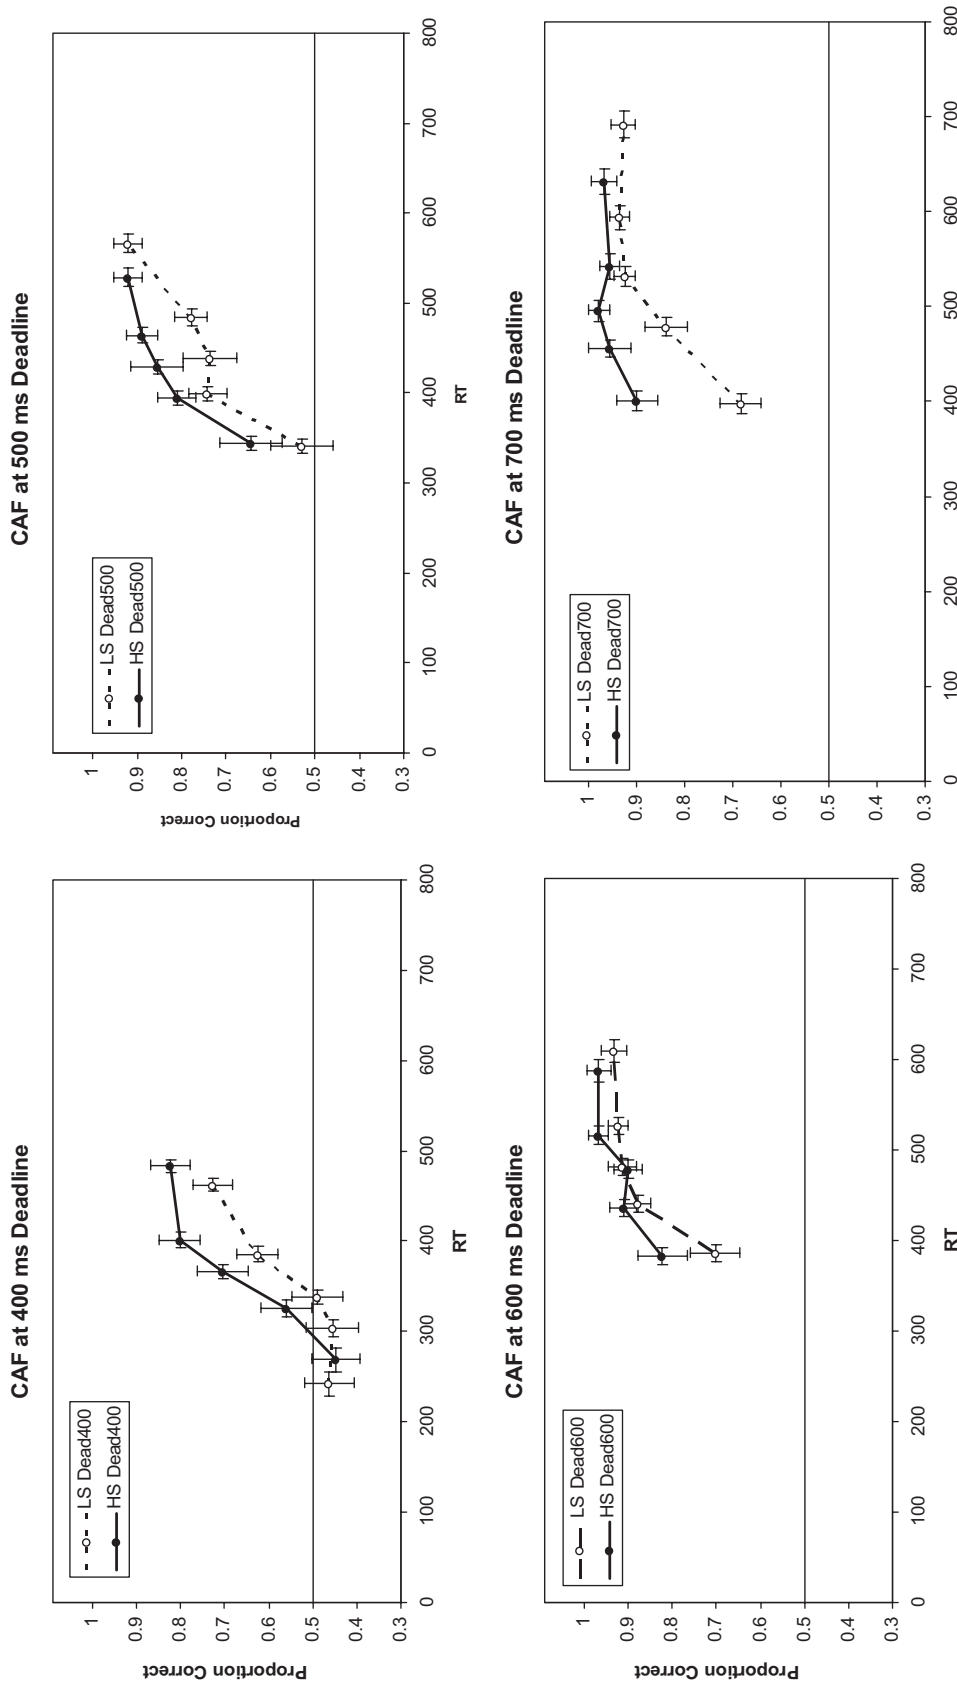 CAF at 400 ms Deadline
LS Dead400
HS Dead400
Proportion Correct
1
0.9
0.8
0.7
0.6
0.5
0.4
0.3
0 100 200 300 400 500 600 700 800
RT
CAF at 500 ms Deadline
LS Dead500
HS Dead500
Proportion Correct
1
0.9
0.8
0.7
0.6
0.5
0.4
0.3
0 100 200 300 400 500 600 700 800
RT
CAF at 600 ms Deadline
LS Dead600
HS Dead600
Proportion Correct
1
0.9
0.8
0.7
0.6
0.5
0.4
0.3
0 100 200 300 400 500 600 700 800
RT
CAF at 700 ms Deadline
LS Dead700
HS Dead700
1
0.9
0.8
0.7
0.6
0.5
0.4
0.3
0 100 200 300 400 500 600 700 800